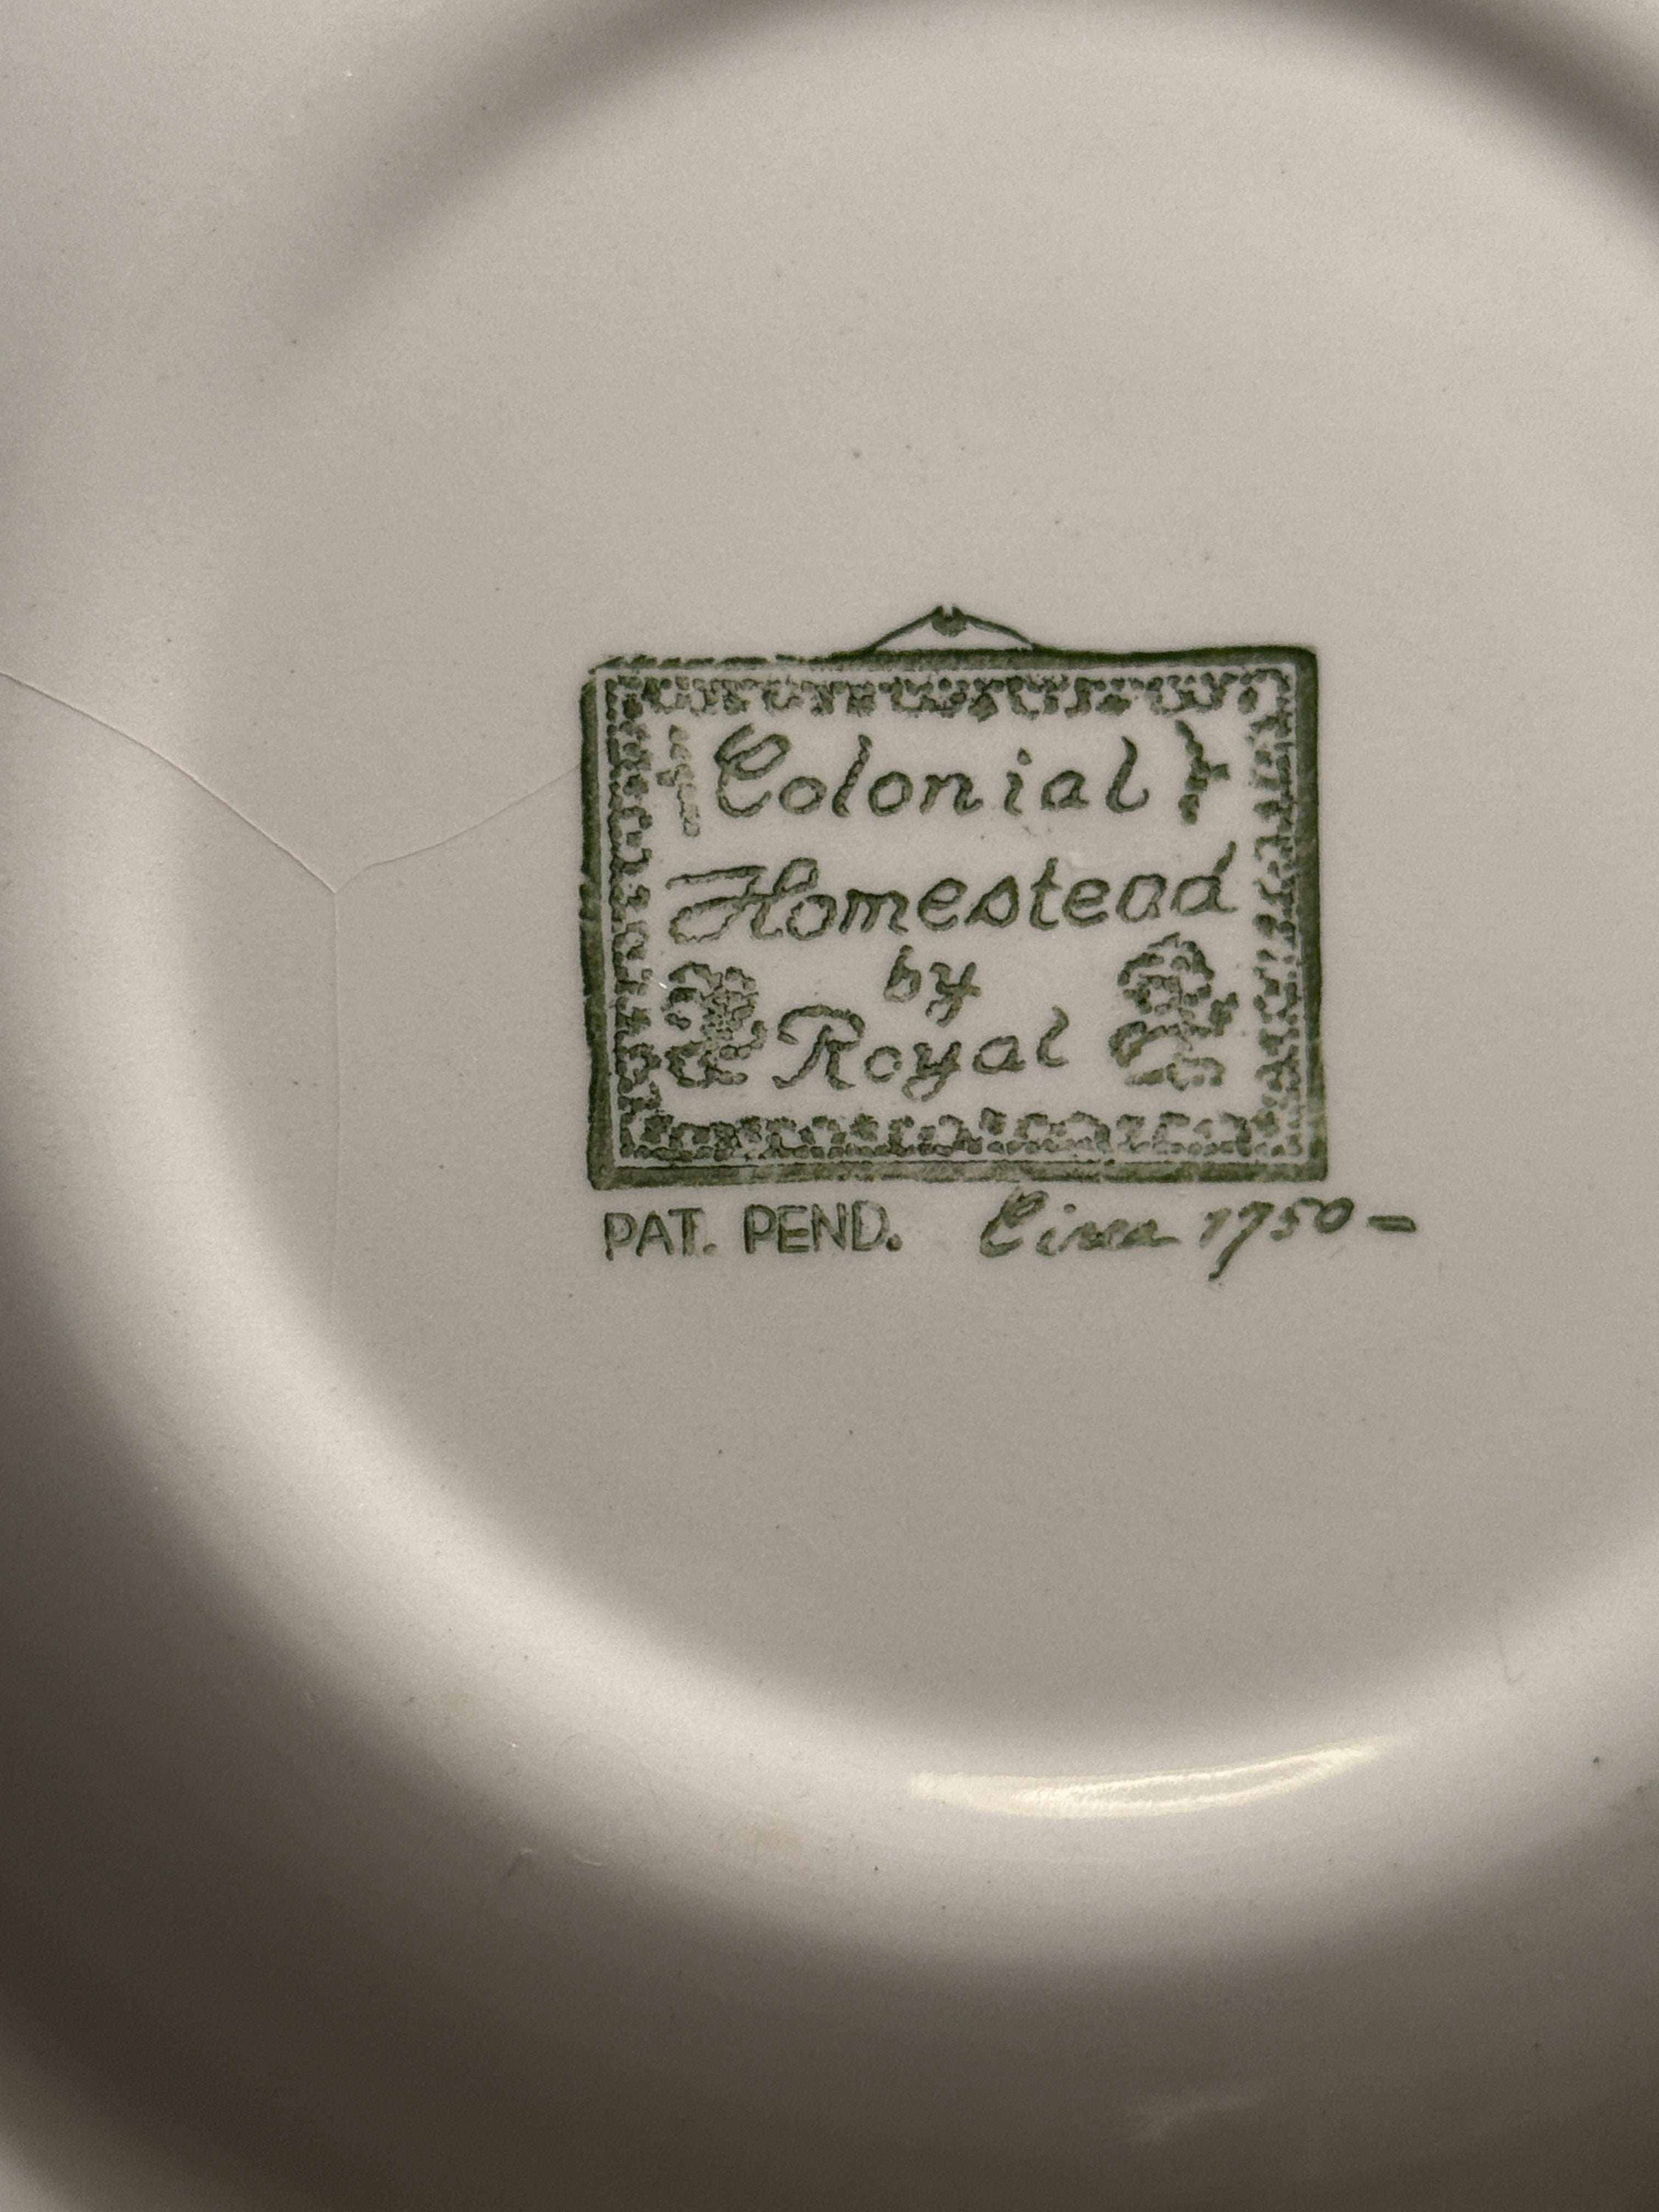 Colonial
Homestead
by
Royal
PAT. PEND. Circa 1750-